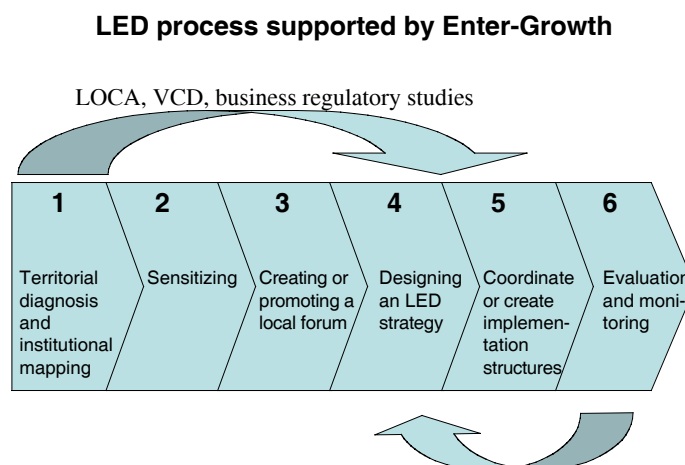 LED process supported by Enter-Growth
LOCA, VCD, business regulatory studies
1
Territorial
diagnosis
and
institutional
mapping
2
Sensitizing
3
Creating or
promoting a
local forum
4
Designing
an LED
strategy
5
Coordinate
or create
implemen-
tation
structures
6
Evaluation
and moni-
toring